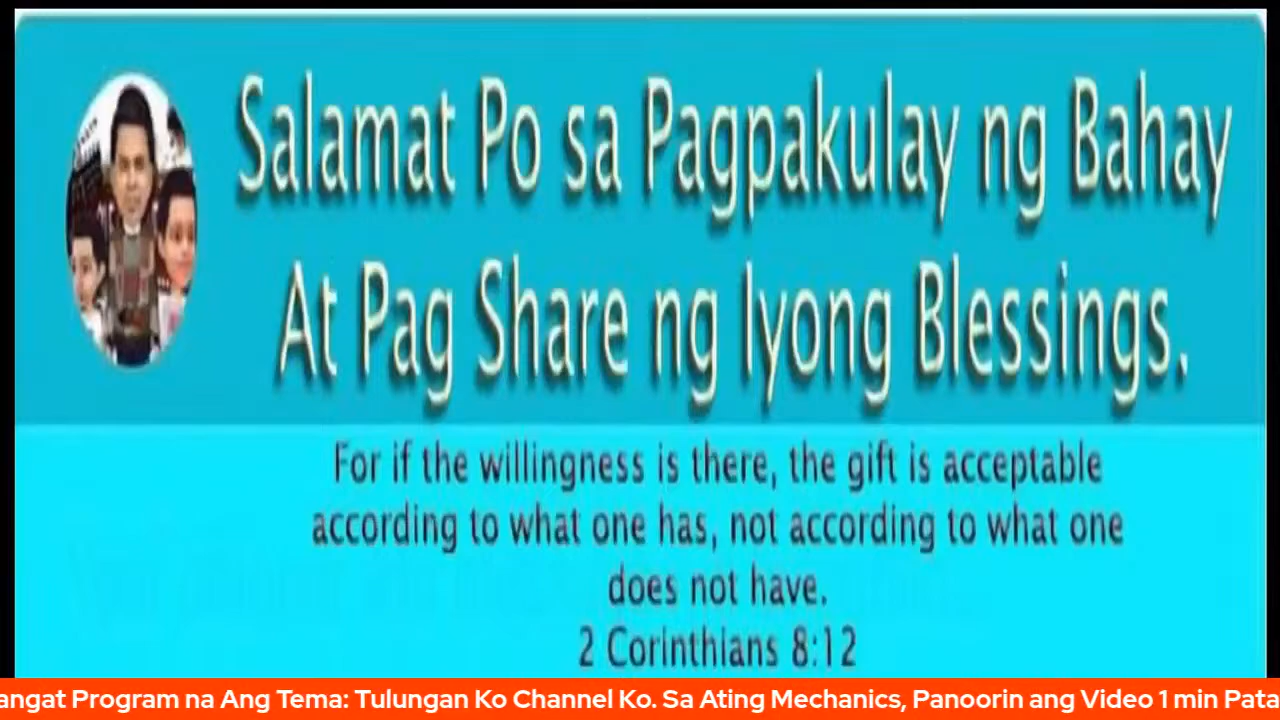 Salamat Po sa Pagpakulay ng Bahay
At Pag Share ng Iyong Blessings.
For if the willingness is there, the gift is acceptable
according to what one has, not according to what one
does not have.
2 Corinthians 8:12
Program na Ang Tema: Tulungan Ko Channel Ko. Sa Ating Mechanics, Panoorin ang Video 1 min